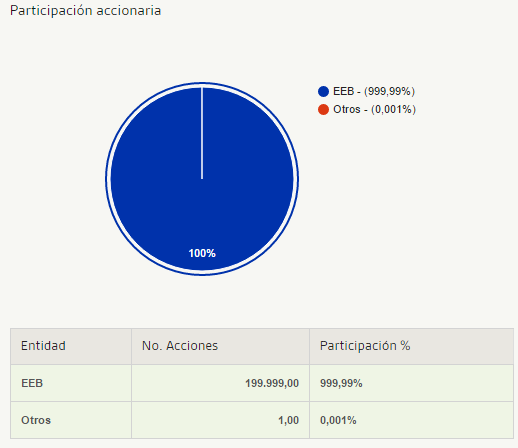 Participación accionaria
EEB - (999,99%)
Otros - (0,001%)
100%
Entidad No. Acciones Participación %
EEB 199.999,00 999,99%
Otros 1,00 0,001%